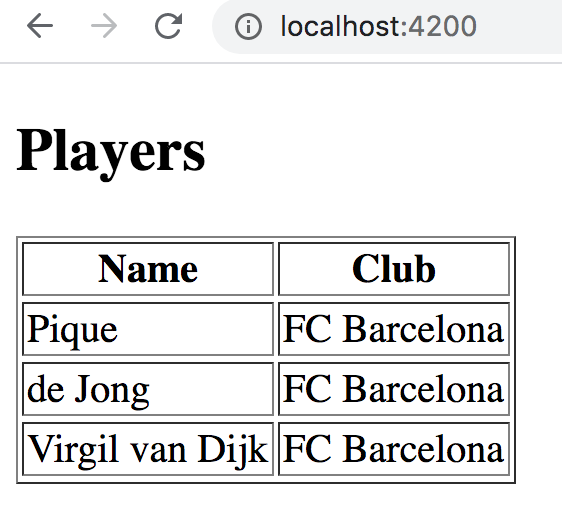 localhost:4200
Players
Name Club
Pique FC Barcelona
de Jong FC Barcelona
Virgil van Dijk FC Barcelona